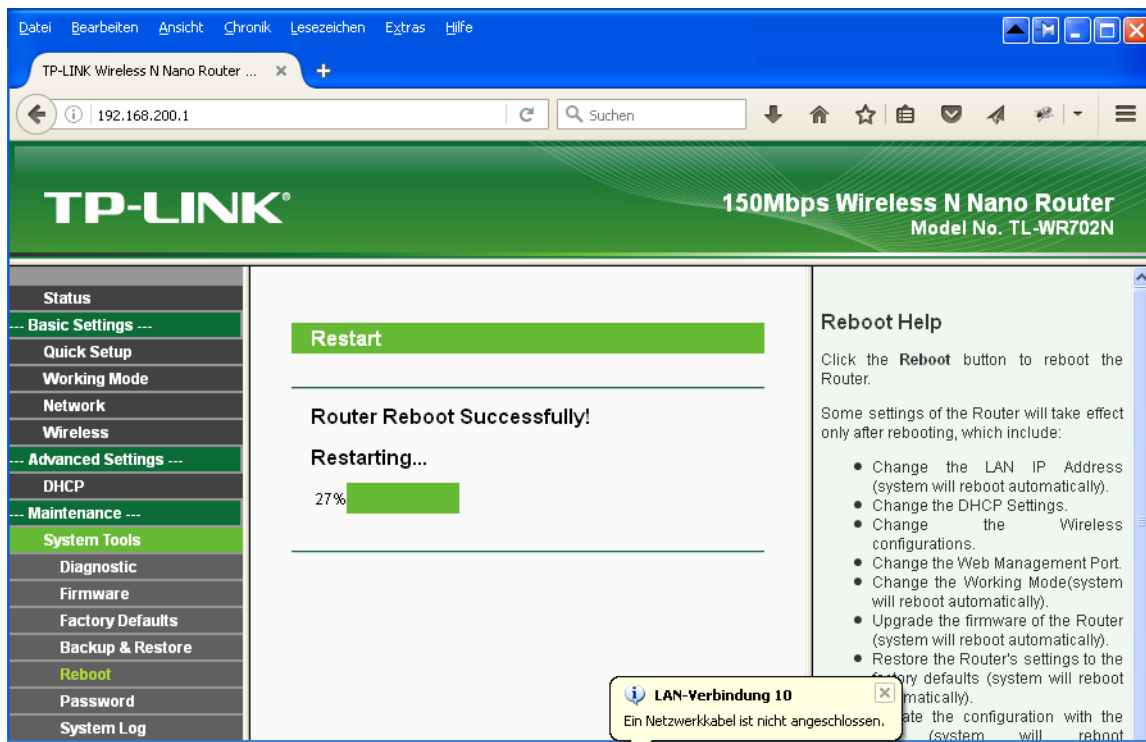 Datei Bearbeiten Ansicht Chronik Lesezeichen Extras Hilfe
TP-LINK Wireless N Nano Router ...
192.168.200.1
Suchen
TP-LINK®
150Mbps Wireless N Nano Router
Model No. TL-WR702N
Status
--- Basic Settings ---
Quick Setup
Working Mode
Network
Wireless
--- Advanced Settings ---
DHCP
--- Maintenance ---
System Tools
Diagnostic
Firmware
Factory Defaults
Backup & Restore
Reboot
Password
System Log
Restart
Router Reboot Successfully!
Restarting...
27%
Reboot Help
Click the Reboot button to reboot the
Router.
Some settings of the Router will take effect
only after rebooting, which include:
Change the LAN IP Address
(system will reboot automatically).
Change the DHCP Settings.
Change the Wireless
configurations.
Change the Web Management Port.
Change the Working Mode(system
will reboot automatically).
Upgrade the firmware of the Router
(system will reboot automatically).
Restore the Router's settings to the
defaults (system will reboot
the configuration with the
(system will reboot
LAN-Verbindung 10
Ein Netzwerkkabel ist nicht angeschlossen.